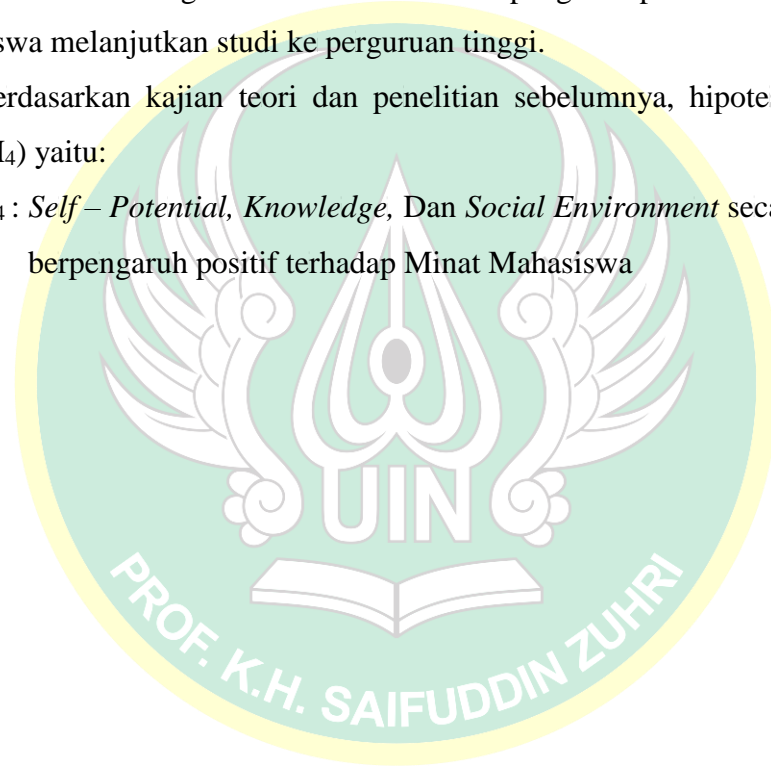 swa melanjutkan studi ke perguruan tinggi.
erdasarkan kajian teori dan penelitian sebelumnya, hipotes
4) yaitu:
4 : Self – Potential, Knowledge, Dan Social Environment seca
berpengaruh positif terhadap Minat Mahasiswa
UIN
PROF. K.H. SAIFUDDIN ZUHRI